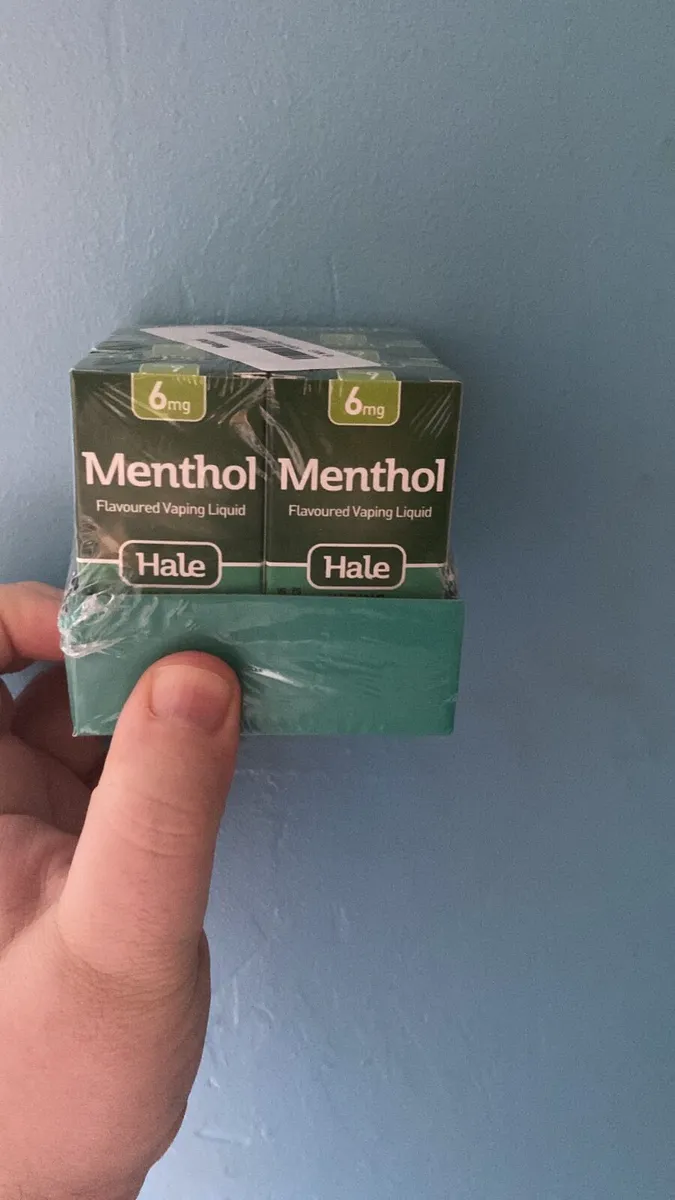 6mg
Menthol
Flavoured Vaping Liquid
Hale
6mg
Menthol
Flavoured Vaping Liquid
Hale